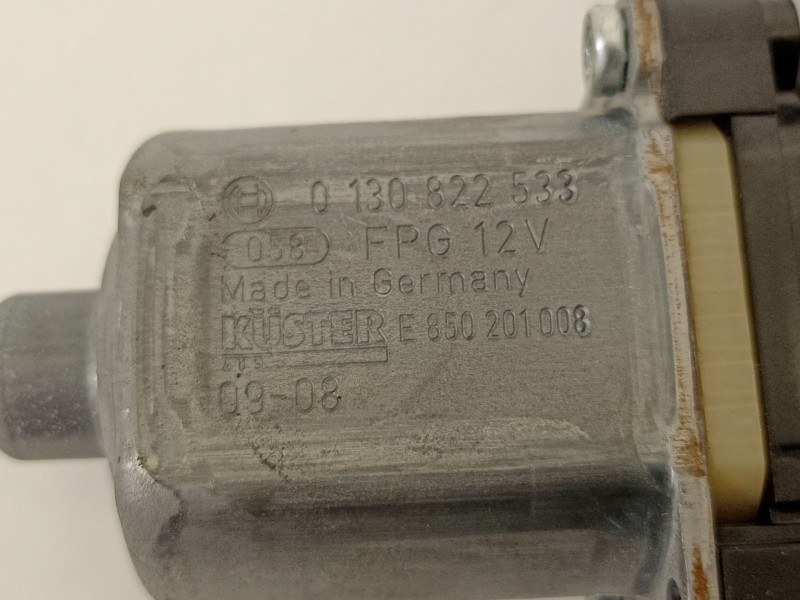 0 130 822 533
058 FPG 12V
Made in Germany
KÜSTER E 850 201 008
09-08